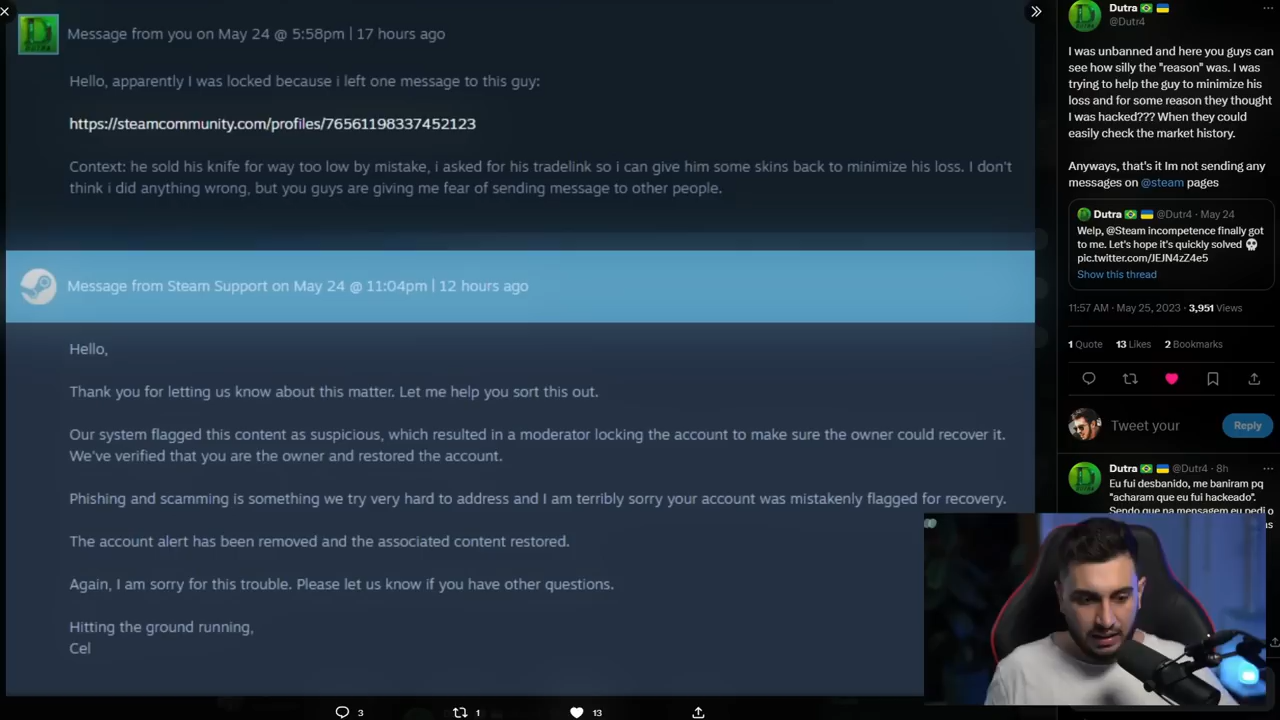 Message from you on May 24 @ 5:58pm | 17 hours ago
Hello, apparently I was locked because i left one message to this guy:
https://steamcommunity.com/profiles/76561198337452123
Context: he sold his knife for way too low by mistake, i asked for his tradelink so i can give him some skins back to minimize his loss. I don't
think i did anything wrong, but you guys are giving me fear of sending message to other people.
Message from Steam Support on May 24 @ 11:04pm | 12 hours ago
Hello,
Thank you for letting us know about this matter. Let me help you sort this out.
Our system flagged this content as suspicious, which resulted in a moderator locking the account to make sure the owner could recover it.
We've verified that you are the owner and restored the account.
Phishing and scamming is something we try very hard to address and I am terribly sorry your account was mistakenly flagged for recovery.
The account alert has been removed and the associated content restored.
Again, I am sorry for this trouble. Please let us know if you have other questions.
Hitting the ground running,
Cel
3
1
13
Dutra
@Dutr4
I was unbanned and here you guys can
see how silly the "reason" was. I was
trying to help the guy to minimize his
loss and for some reason they thought
I was hacked??? When they could
easily check the market history.
Anyways, that's it Im not sending any
messages on @steam pages
Dutra @Dutr4 · May 24
Welp, @Steam incompetence finally got
to me. Let's hope it's quickly solved
pic.twitter.com/JEJN4zZ4e5
Show this thread
11:57 AM · May 25, 2023 · 3,951 Views
1 Quote 13 Likes 2 Bookmarks
Tweet your
Reply
Dutra @Dutr4 · 8h
Eu fui desbanido, me baniram pq
"acharam que eu fui hackeado".
Sendo que na mensagem eu pedi o